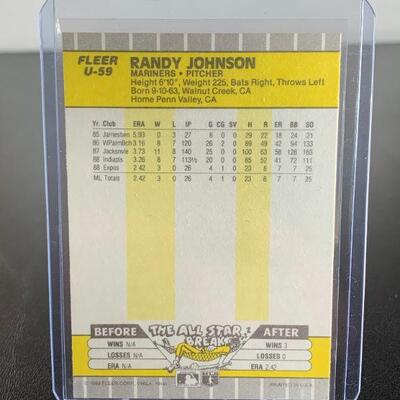 FLEER
U-59
RANDY JOHNSON
MARINERS • PITCHER
Height 6'10", Weight 225, Bats Right, Throws Left
Born 9-10-63, Walnut Creek, CA
Home Penn Valley, CA
Yr. Club ERA W L IP G CG SV H R ER BB SO
85 Jamestwn 5.93 0 3 27 8 0 0 29 22 18 24 21
86 WPalmBch 3.16 8 7 120 26 2 0 89 49 42 94 133
87 Jacksnvle 3.73 11 8 140 25 0 0 100 63 58 128 163
88 Indiapls 3.26 8 7 113⅓ 20 0 0 85 52 41 72 111
88 Expos 2.42 3 0 26 4 1 0 23 8 7 7 25
ML Totals 2.42 3 0 26 4 1 0 23 8 7 7 25
BEFORE THE ALL STAR BREAK AFTER
WINS N/A WINS 3
LOSSES N/A LOSSES 0
ERA N/A ERA 2.42
© 1989 FLEER CORP., PHILA. PRINTED IN U.S.A.